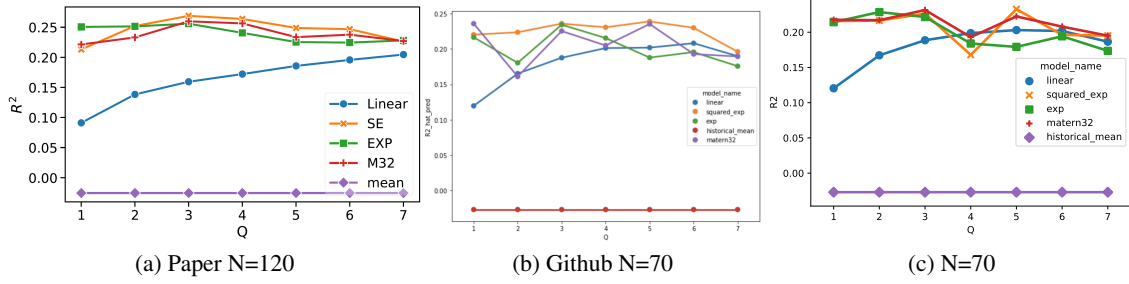 0.25
0.20
0.15
0.10
0.05
0.00
R²
1 2 3 4 5 6 7
Q
Linear
SE
EXP
M32
mean
(a) Paper N=120
0.25
0.20
0.15
0.10
0.05
0.00
R2_hat_pred
1 2 3 4 5 6 7
Q
model_name
linear
squared_exp
exp
historical_mean
matern32
(b) Github N=70
0.20
0.15
0.10
0.05
0.00
R2
1 2 3 4 5 6 7
Q
model_name
linear
squared_exp
exp
matern32
historical_mean
(c) N=70